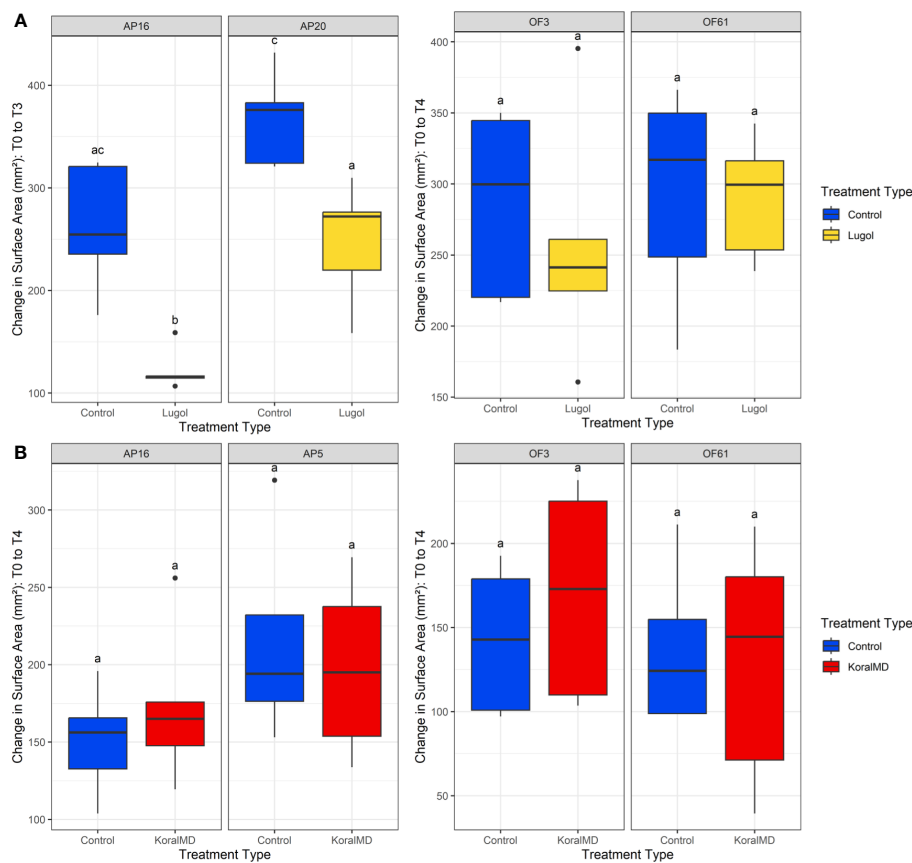 A
AP16
AP20
c
ac
a
b
400
300
200
100
Change in Surface Area (mm²): T0 to T3
Control
Lugol
Control
Lugol
Treatment Type
OF3
OF61
a
a
a
a
400
350
300
250
200
150
Change in Surface Area (mm²): T0 to T4
Control
Lugol
Control
Lugol
Treatment Type
Treatment Type
Control
Lugol
B
AP16
AP5
a
a
a
a
300
250
200
150
100
Change in Surface Area (mm²): T0 to T4
Control
KoralMD
Control
KoralMD
Treatment Type
OF3
OF61
a
a
a
a
200
150
100
50
Change in Surface Area (mm²): T0 to T4
Control
KoralMD
Control
KoralMD
Treatment Type
Treatment Type
Control
KoralMD